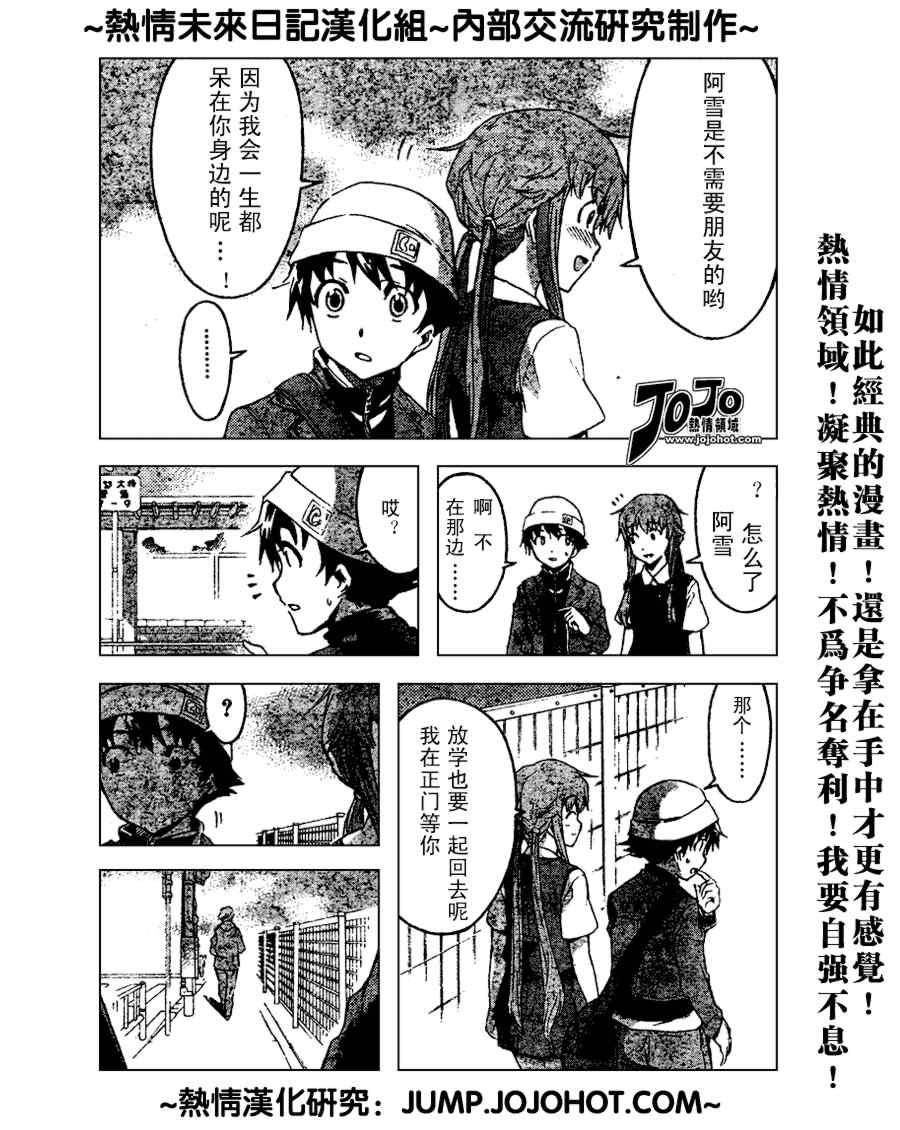 ~熱情未來日記漢化組~內部交流研究制作~
阿雪是不需要朋友的哟
因为我会一生都
呆在你身边的呢…！
………
JOJO
熱情領域
www.jojohot.com
？怎么了
阿雪
啊 不
在那边……
哎？
那个……
放学也要一起回去呢
我在正门等你
？
如此經典的漫畫！還是拿在手中才更有感覺！
熱情領域！凝聚熱情！不爲争名奪利！我要自强不息！
~熱情漢化研究：JUMP.JOJOHOT.COM~